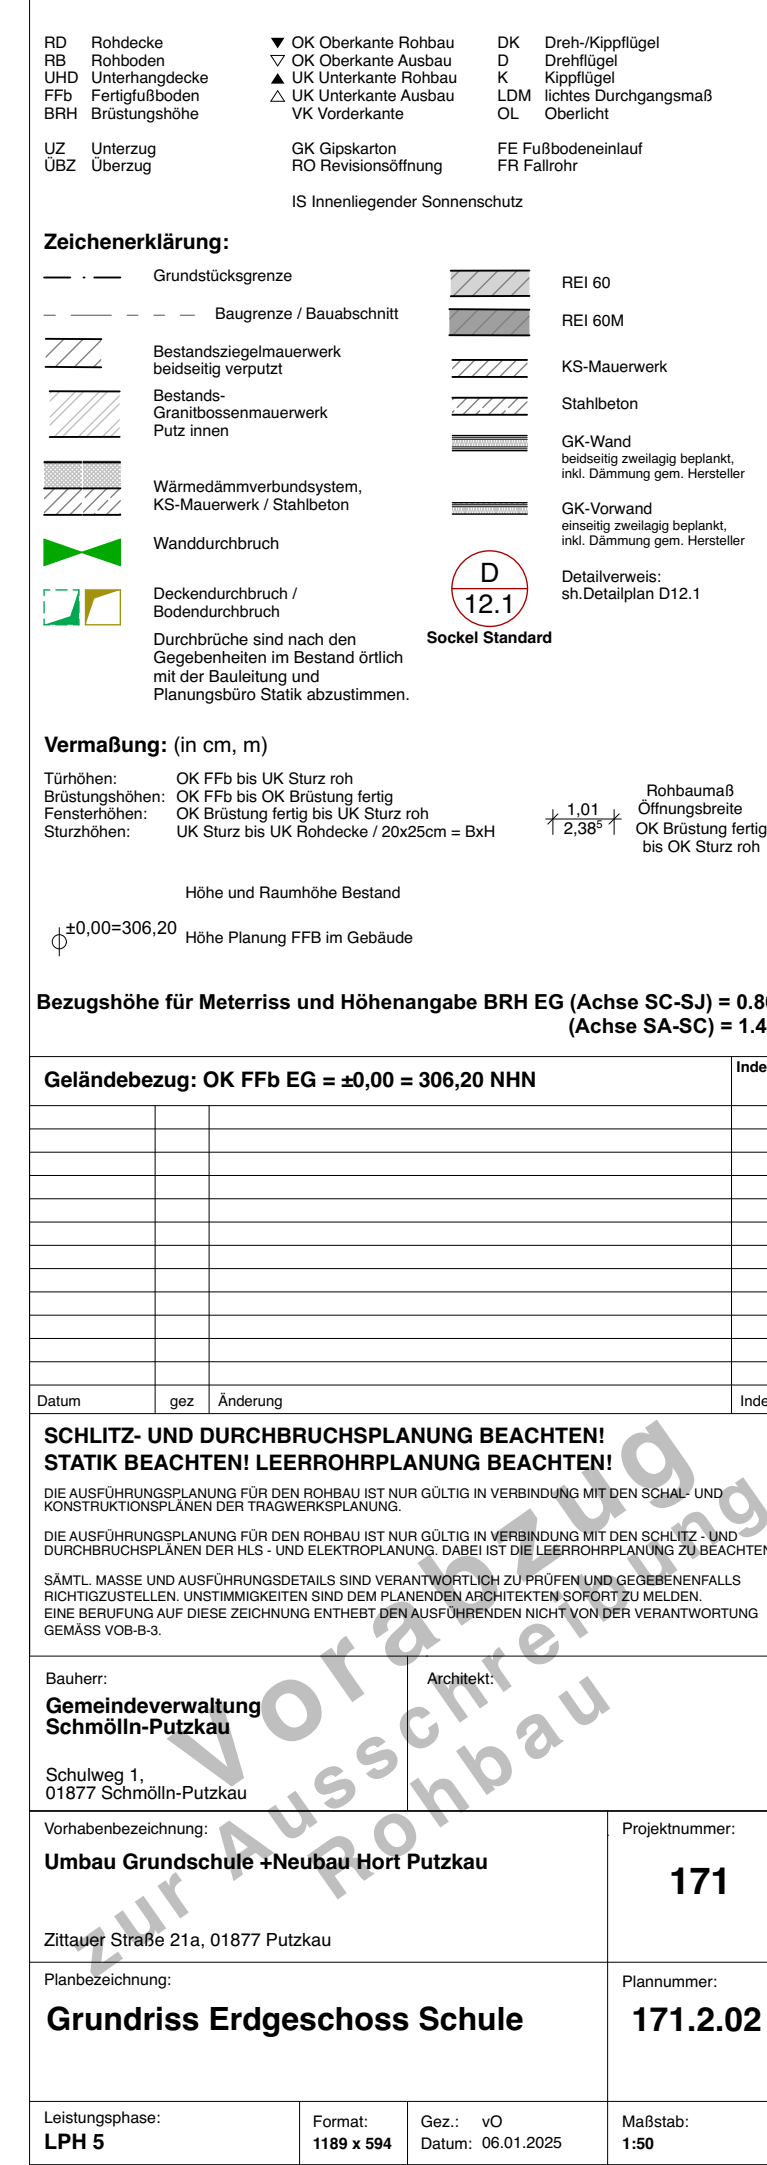 RD Rohdecke
RB Rohboden
UHD Unterhangdecke
FFb Fertigfußboden
BRH Brüstungshöhe
UZ Unterzug
ÜBZ Überzug
▼ OK Oberkante Rohbau
▽ OK Oberkante Ausbau
▲ UK Unterkante Rohbau
△ UK Unterkante Ausbau
VK Vorderkante
GK Gipskarton
RO Revisionsöffnung
IS Innenliegender Sonnenschutz
DK Dreh-/Kippflügel
D Drehflügel
K Kippflügel
LDM lichtes Durchgangsmaß
OL Oberlicht
FE Fußbodeneinlauf
FR Fallrohr
Zeichenerklärung:
Grundstücksgrenze
Baugrenze / Bauabschnitt
Bestandsziegelmauerwerk
beidseitig verputzt
Bestands-
Granitbossenmauerwerk
Putz innen
Wärmedämmverbundsystem,
KS-Mauerwerk / Stahlbeton
Wanddurchbruch
Deckendurchbruch /
Bodendurchbruch
Durchbrüche sind nach den
Gegebenheiten im Bestand örtlich
mit der Bauleitung und
Planungsbüro Statik abzustimmen.
REI 60
REI 60M
KS-Mauerwerk
Stahlbeton
GK-Wand
beidseitig zweilagig beplankt,
inkl. Dämmung gem. Hersteller
GK-Vorwand
einseitig zweilagig beplankt,
inkl. Dämmung gem. Hersteller
D
12.1
Sockel Standard
Detailverweis:
sh.Detailplan D12.1
Vermaßung: (in cm, m)
Türhöhen: OK FFb bis UK Sturz roh
Brüstungshöhen: OK FFb bis OK Brüstung fertig
Fensterhöhen: OK Brüstung fertig bis UK Sturz roh
Sturzhöhen: UK Sturz bis UK Rohdecke / 20x25cm = BxH
1,01
2,38⁵
Rohbaumaß
Öffnungsbreite
OK Brüstung fertig
bis OK Sturz roh
Höhe und Raumhöhe Bestand
±0,00=306,20
Höhe Planung FFB im Gebäude
Bezugshöhe für Meterriss und Höhenangabe BRH EG (Achse SC-SJ) = 0.8
(Achse SA-SC) = 1.4
Geländebezug: OK FFb EG = ±0,00 = 306,20 NHN
Inde
Datum gez Änderung Inde
SCHLITZ- UND DURCHBRUCHSPLANUNG BEACHTEN!
STATIK BEACHTEN! LEERROHRPLANUNG BEACHTEN!
DIE AUSFÜHRUNGSPLANUNG FÜR DEN ROHBAU IST NUR GÜLTIG IN VERBINDUNG MIT DEN SCHAL- UND
KONSTRUKTIONSPLÄNEN DER TRAGWERKSPLANUNG.
DIE AUSFÜHRUNGSPLANUNG FÜR DEN ROHBAU IST NUR GÜLTIG IN VERBINDUNG MIT DEN SCHLITZ - UND
DURCHBRUCHSPLÄNEN DER HLS - UND ELEKTROPLANUNG. DABEI IST DIE LEERROHRPLANUNG ZU BEACHTEN
SÄMTL. MASSE UND AUSFÜHRUNGSDETAILS SIND VERANTWORTLICH ZU PRÜFEN UND GEGEBENENFALLS
RICHTIGZUSTELLEN. UNSTIMMIGKEITEN SIND DEM PLANENDEN ARCHITEKTEN SOFORT ZU MELDEN.
EINE BERUFUNG AUF DIESE ZEICHNUNG ENTHEBT DEN AUSFÜHRENDEN NICHT VON DER VERANTWORTUNG
GEMÄSS VOB-B-3.
Vorabzug
zur Ausschreibung
Rohbau
Bauherr:
Gemeindeverwaltung
Schmölln-Putzkau
Schulweg 1,
01877 Schmölln-Putzkau
Architekt:
Vorhabenbezeichnung:
Umbau Grundschule +Neubau Hort Putzkau
Zittauer Straße 21a, 01877 Putzkau
Projektnummer:
171
Planbezeichnung:
Grundriss Erdgeschoss Schule
Plannummer:
171.2.02
Leistungsphase:
LPH 5
Format:
1189 x 594
Gez.: vO
Datum: 06.01.2025
Maßstab:
1:50